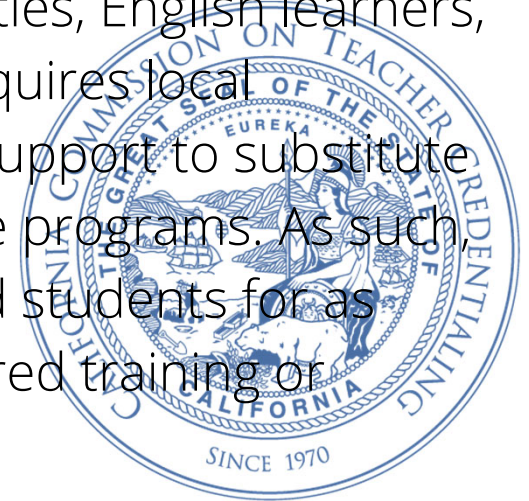 ties, English learners,
quires local
upport to substitute
e programs. As such,
d students for as
red training or
CALIFORNIA COMMISSION ON TEACHER CREDENTIALING
THE GREAT SEAL OF THE STATE OF
EUREKA
CALIFORNIA
SINCE 1970